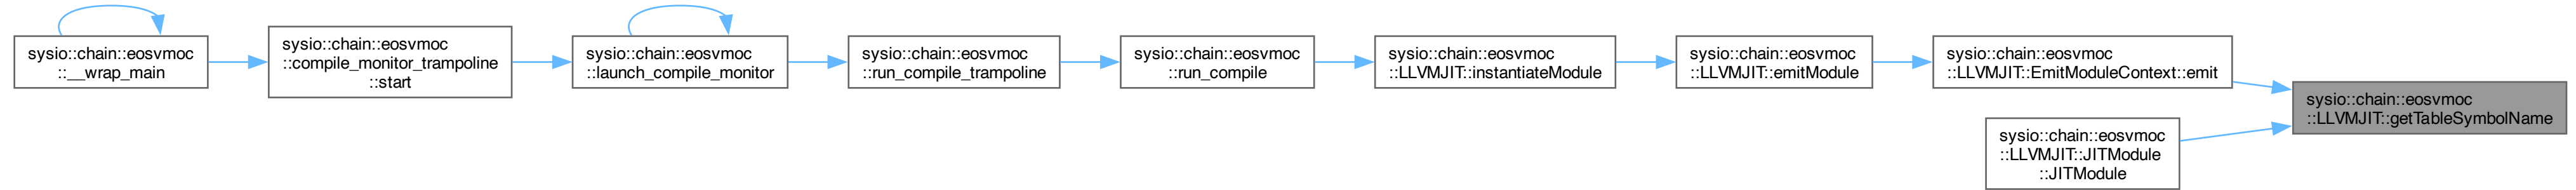 sysio::chain::eosvmoc
::__wrap_main
sysio::chain::eosvmoc
::compile_monitor_trampoline
::start
sysio::chain::eosvmoc
::launch_compile_monitor
sysio::chain::eosvmoc
::run_compile_trampoline
sysio::chain::eosvmoc
::run_compile
sysio::chain::eosvmoc
::LLVMJIT::instantiateModule
sysio::chain::eosvmoc
::LLVMJIT::emitModule
sysio::chain::eosvmoc
::LLVMJIT::EmitModuleContext::emit
sysio::chain::eosvmoc
::LLVMJIT::getTableSymbolName
sysio::chain::eosvmoc
::LLVMJIT::JITModule
::JITModule